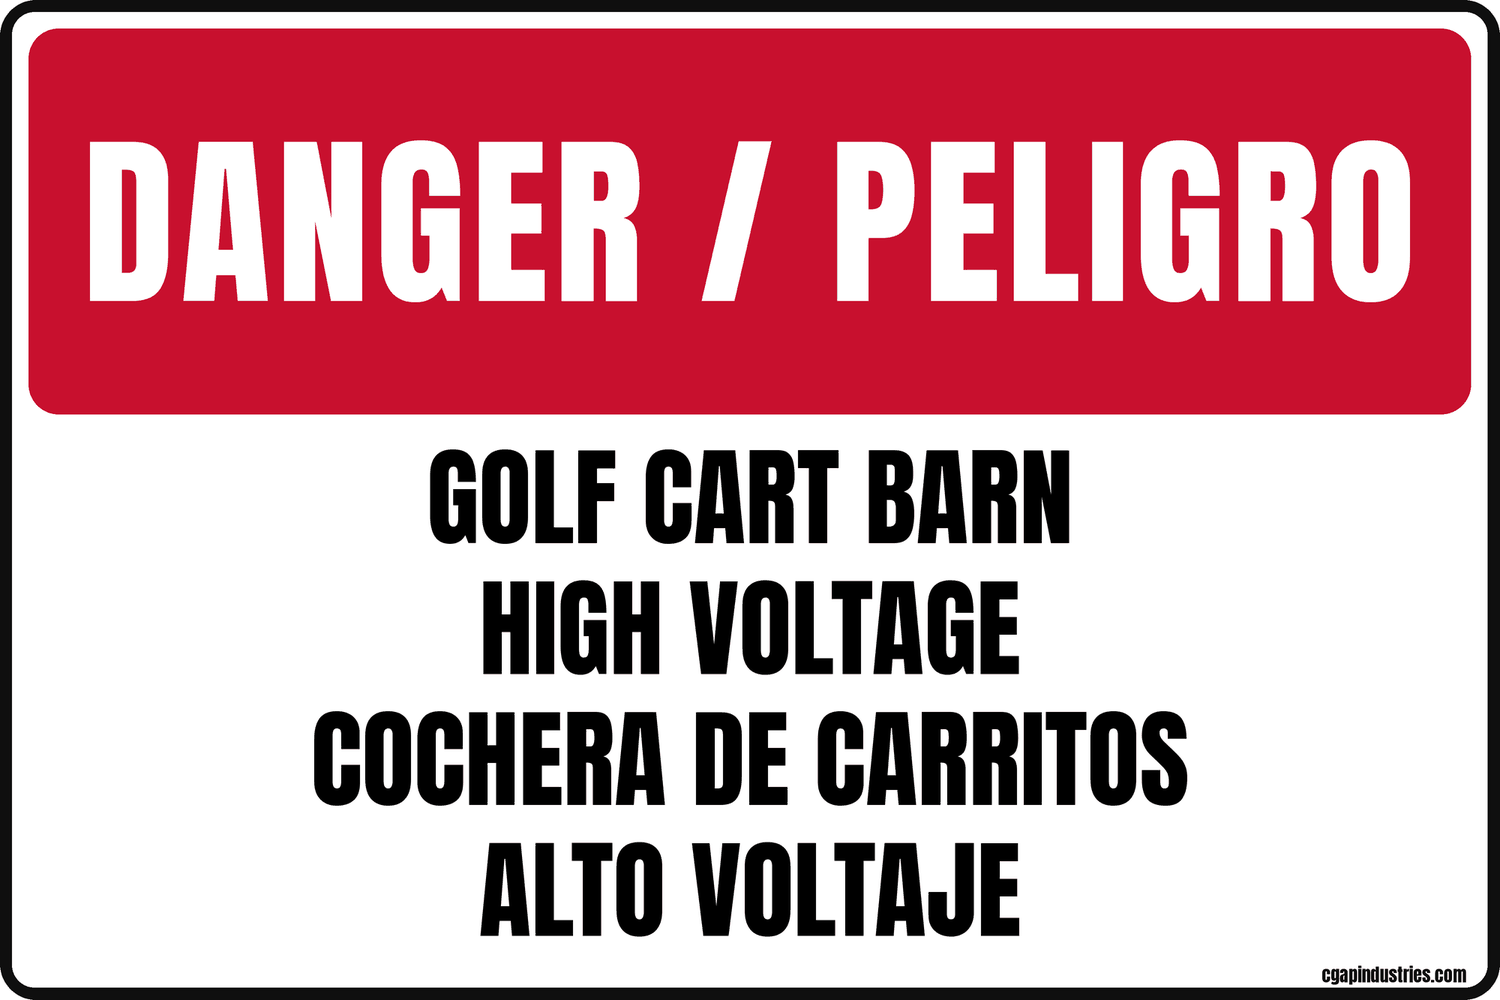 DANGER / PELIGRO
GOLF CART BARN
HIGH VOLTAGE
COCHERA DE CARRITOS
ALTO VOLTAJE
cgapindustries.com